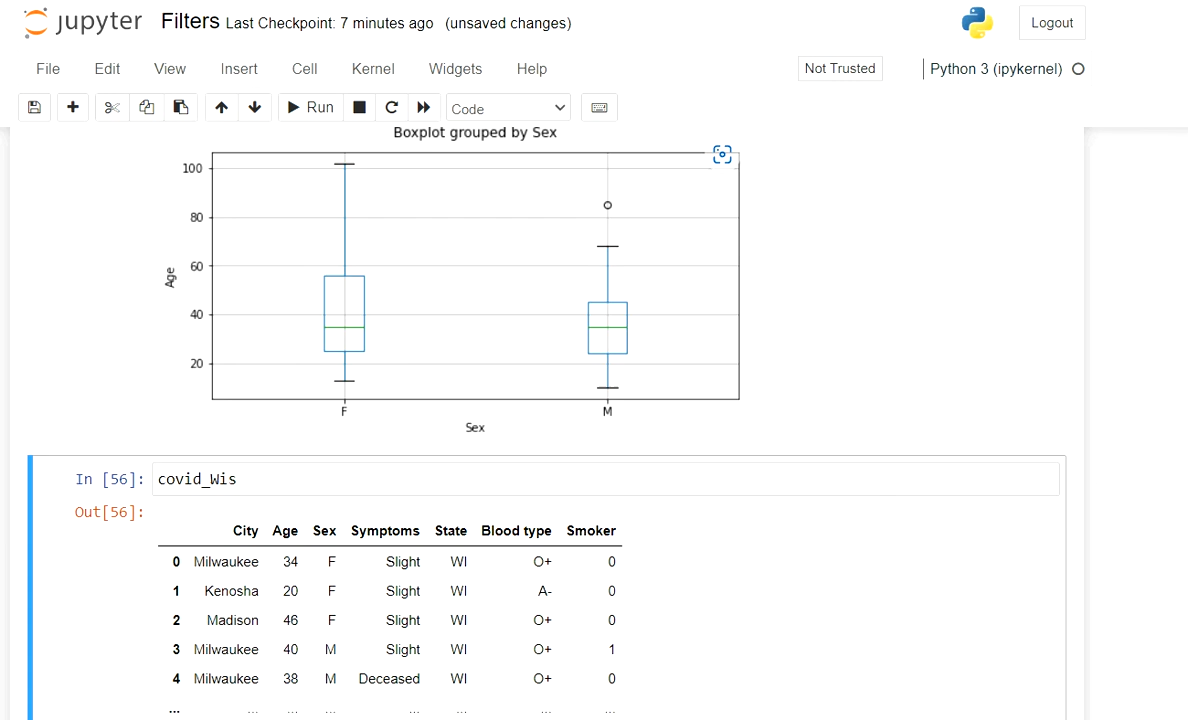 jupyter Filters Last Checkpoint: 7 minutes ago (unsaved changes) Logout
File Edit View Insert Cell Kernel Widgets Help Not Trusted Python 3 (ipykernel)
Run Code
Boxplot grouped by Sex
100
80
60
40
20
Age
F M
Sex
In [56]: covid_Wis
Out[56]:
City Age Sex Symptoms State Blood type Smoker
0 Milwaukee 34 F Slight WI O+ 0
1 Kenosha 20 F Slight WI A- 0
2 Madison 46 F Slight WI O+ 0
3 Milwaukee 40 M Slight WI O+ 1
4 Milwaukee 38 M Deceased WI O+ 0
... ... ... ... ... ... ... ...